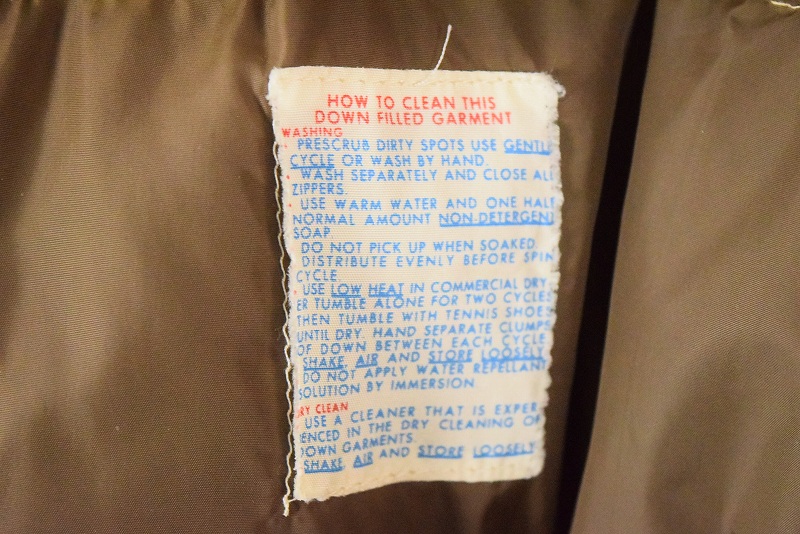 HOW TO CLEAN THIS
DOWN FILLED GARMENT
WASHING
· PRESCRUB DIRTY SPOTS USE GENTLE
CYCLE OR WASH BY HAND.
· WASH SEPARATELY AND CLOSE ALL
ZIPPERS.
· USE WARM WATER AND ONE HALF
NORMAL AMOUNT NON-DETERGENT
SOAP.
DO NOT PICK UP WHEN SOAKED.
DISTRIBUTE EVENLY BEFORE SPIN
CYCLE.
· USE LOW HEAT IN COMMERCIAL DRY-
ER TUMBLE ALONE FOR TWO CYCLES
THEN TUMBLE WITH TENNIS SHOES
UNTIL DRY. HAND SEPARATE CLUMPS
OF DOWN BETWEEN EACH CYCLE.
SHAKE, AIR AND STORE LOOSELY.
DO NOT APPLY WATER REPELLANT
SOLUTION BY IMMERSION
DRY CLEAN
USE A CLEANER THAT IS EXPER-
IENCED IN THE DRY CLEANING OF
DOWN GARMENTS.
SHAKE, AIR AND STORE LOOSELY.